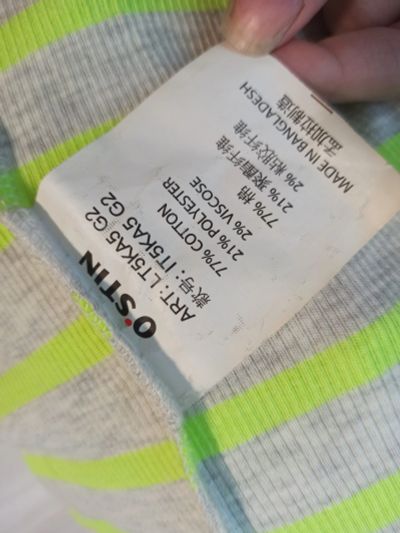 O'STIN
ART: LT5KA5 G2
款号: IT5KA5 G2
77% COTTON
21% POLYESTER
2% VISCOSE
77% 棉
21% 聚酯纤维
2% 粘胶纤维
MADE IN BANGLADESH
孟加拉制造